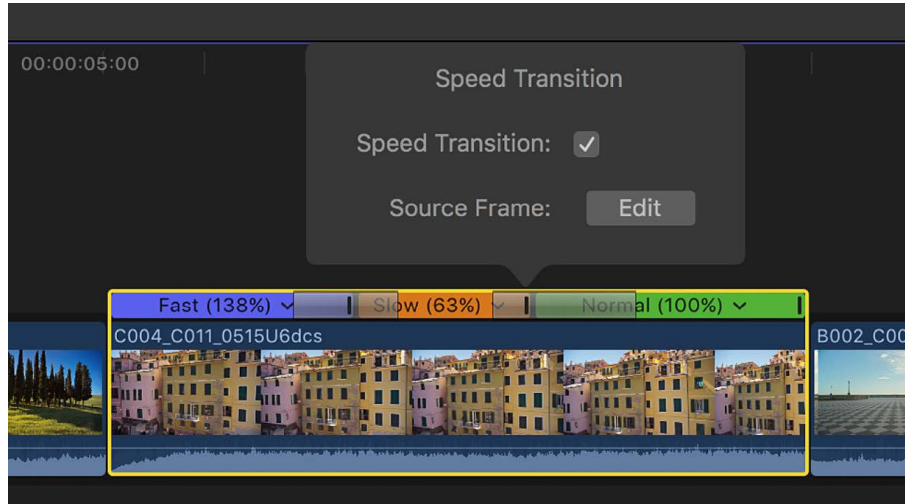 00:00:05:00
Speed Transition
Speed Transition:
Source Frame: Edit
Fast (138%) Slow (63%) Normal (100%)
C004_C011_0515U6dcs B002_C00